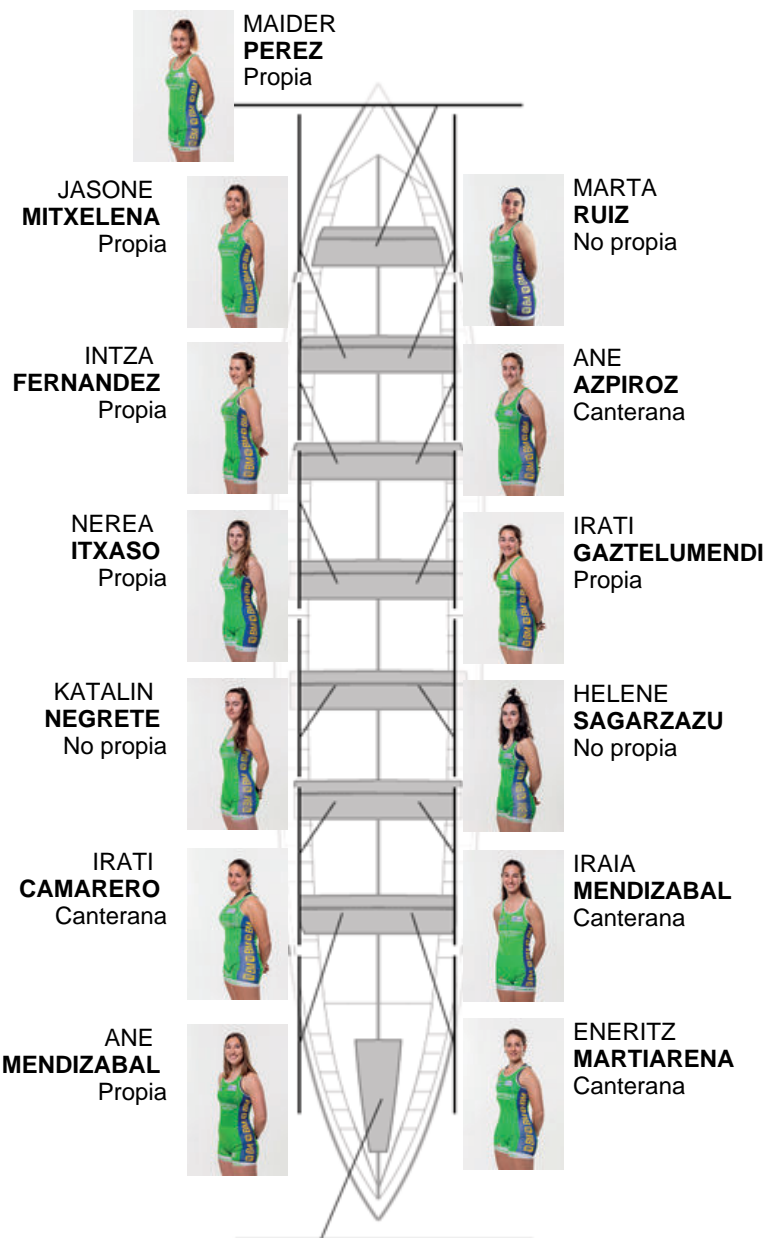 MAIDER
PEREZ
Propia
JASONE
MITXELENA
Propia
MARTA
RUIZ
No propia
INTZA
FERNANDEZ
Propia
ANE
AZPIROZ
Canterana
NEREA
ITXASO
Propia
IRATI
GAZTELUMENDI
Propia
KATALIN
NEGRETE
No propia
HELENE
SAGARZAZU
No propia
IRATI
CAMARERO
Canterana
IRAIA
MENDIZABAL
Canterana
ANE
MENDIZABAL
Propia
ENERITZ
MARTIARENA
Canterana